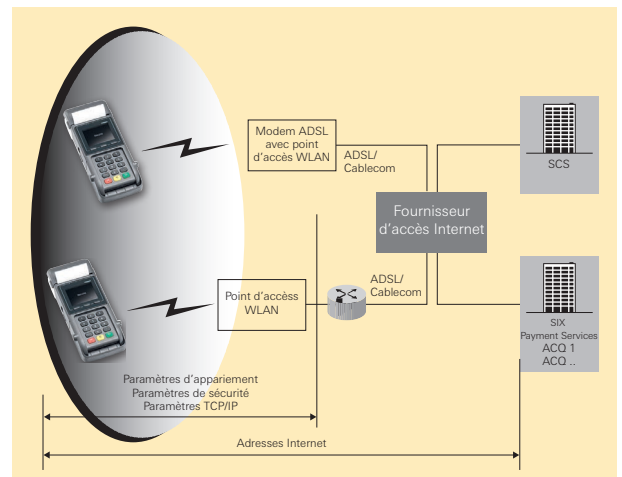 Modem ADSL
avec point
d'accès WLAN
ADSL/
Cablecom
SCS
Fournisseur
d'accès Internet
Point d'accèss
WLAN
ADSL/
Cablecom
SIX
Payment Services
ACQ 1
ACQ ..
Paramètres d'appariement
Paramètres de sécurité
Paramètres TCP/IP
Adresses Internet